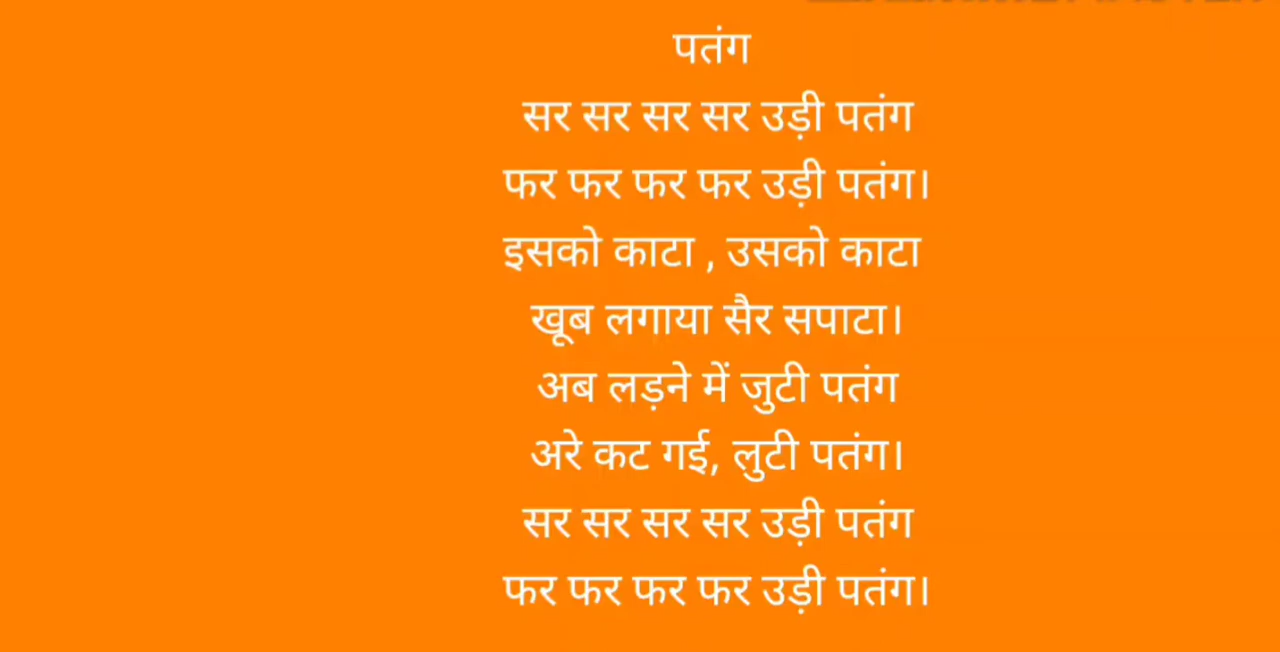 पतंग
सर सर सर सर उड़ी पतंग
फर फर फर फर उड़ी पतंग।
इसको काटा , उसको काटा
खूब लगाया सैर सपाटा।
अब लड़ने में जुटी पतंग
अरे कट गई, लुटी पतंग।
सर सर सर सर उड़ी पतंग
फर फर फर फर उड़ी पतंग।